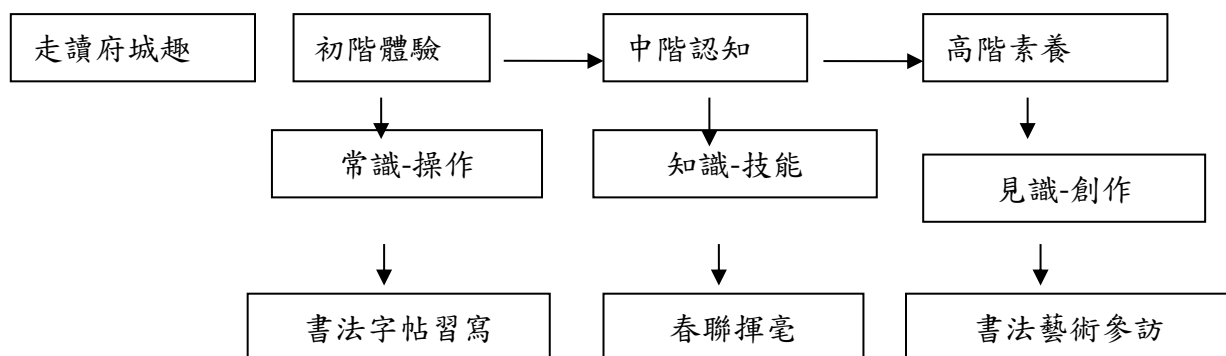 走讀府城趣 初階體驗 中階認知 高階素養
常識-操作 知識-技能 見識-創作
書法字帖習寫 春聯揮毫 書法藝術參訪